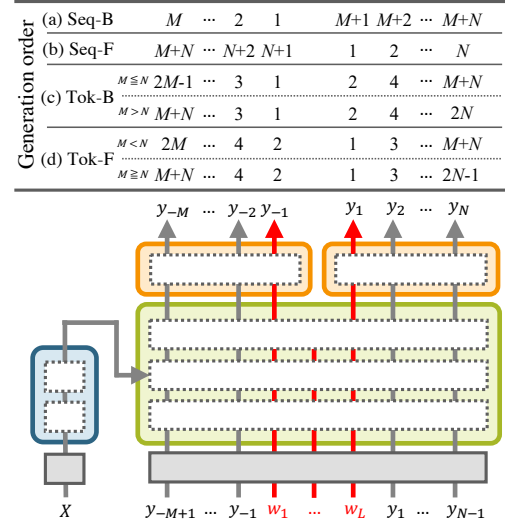 Generation order
(a) Seq-B M ... 2 1 M+1 M+2 ... M+N
(b) Seq-F M+N ... N+2 N+1 1 2 ... N
(c) Tok-B
M≦N 2M-1 ... 3 1 2 4 ... M+N
M>N M+N ... 3 1 2 4 ... 2N
(d) Tok-F
M<N 2M ... 4 2 1 3 ... M+N
M≧N M+N ... 4 2 1 3 ... 2N-1
y₋M ... y₋₂ y₋₁ y₁ y₂ ... yN
X y₋M₊₁ ... y₋₁ w₁ ... wL y₁ ... yN₋₁